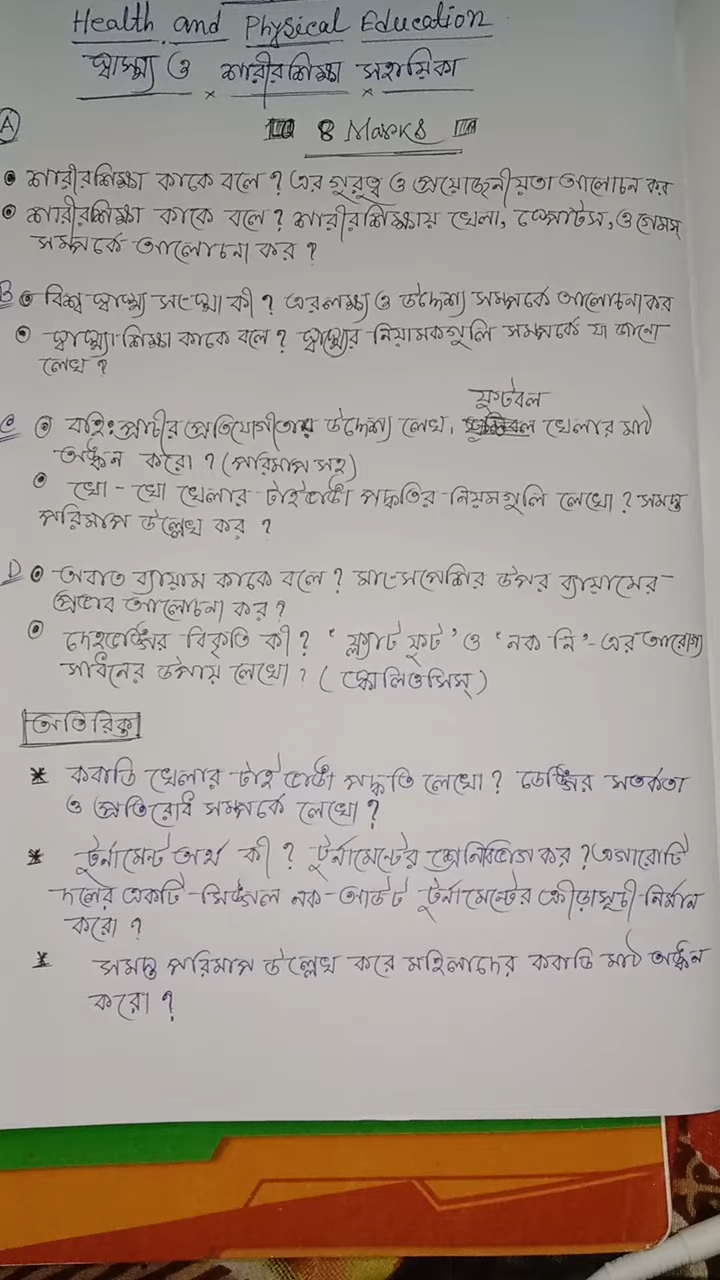 Health and Physical Education
স্বাস্থ্য ও শারীরশিক্ষা সহায়িকা
A
8 Marks
• শারীরশিক্ষা কাকে বলে? এর গুরুত্ব ও প্রয়োজেনীয়তা আলোচন কর
• শারীরশিক্ষা কাকে বলে? শারীরশিক্ষায় খেলা, স্পোর্টস, ও গেমস্
সম্পর্কে আলোচনা কর?
B • বিশ্ব স্বাস্থ্য সংস্থা কী? এর লক্ষ্য ও উদ্দেশ্য সম্পর্কে আলোচনা কর
• স্বাস্থ্যশিক্ষা কাকে বলে? স্বাস্থ্যের নিয়ামকগুলি সম্পর্কে যা জানো
লেখ?
ফুটবল
C • বহিঃপ্রাচীর প্রতিযোগীতার উদ্দেশ্য লেখ, খেলার মাঠ
অঙ্কন করো? (পরিমাপ সহ)
• খো-খো খেলার টাইভাঙা পদ্ধতির নিয়মগুলি লেখো? সমস্ত
পরিমাপ উল্লেখ কর?
D • অবাত ব্যায়াম কাকে বলে? মাংসপেশির উপর ব্যায়ামের
প্রভাব আলোচনা কর?
• দেহভঙ্গির বিকৃতি কী? 'ফ্ল্যাট ফুট' ও 'নক নি'-এর আরোগ্য
সাধনের উপায় লেখো? (স্কোলিওসিস্)
অতিরিক্ত
* কবাডি খেলার টাই ভাঙা পদ্ধতি লেখো? ডেঙ্গির সতর্কতা
ও প্রতিরোধ সম্পর্কে লেখো?
* টুর্নামেন্ট অর্থ কী? টুর্নামেন্টের শ্রেনিবিভাগ কর? এগারোটি
দলের একটি সিঙ্গল নক-আউট টুর্নামেন্টের ক্রীড়াসূচী নির্মান
করো?
* সমস্ত পরিমাপ উল্লেখ করে মহিলাদের কবাডি মাঠ অঙ্কন
করো?